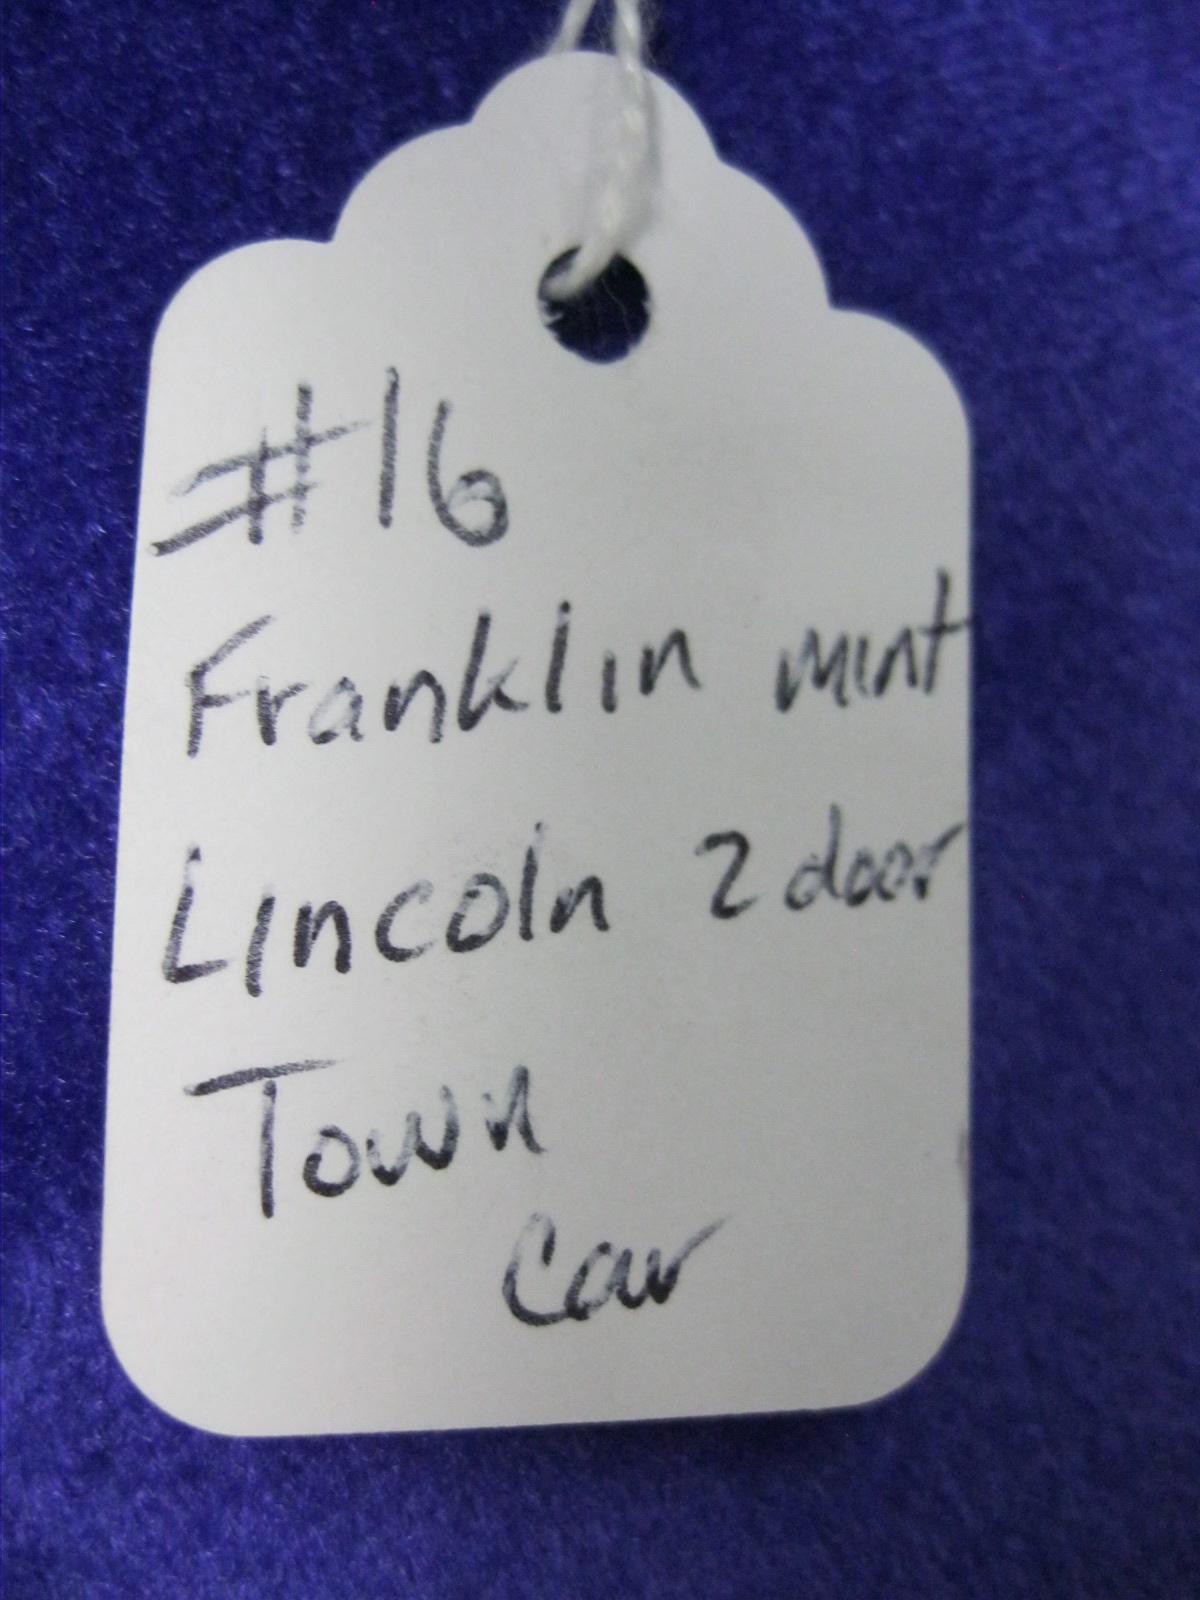 #16
Franklin mint
Lincoln 2 door
Town
Car